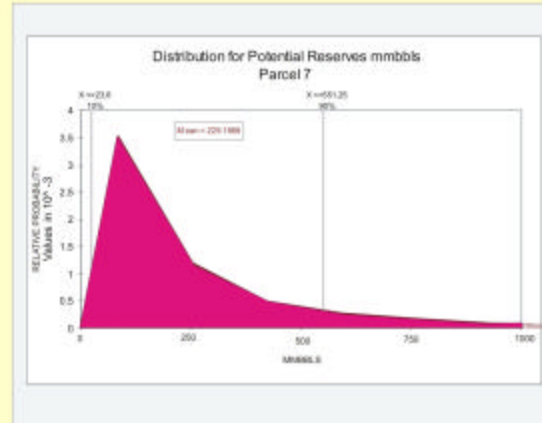 Distribution for Potential Reserves mmbbls
Parcel 7
X <=23.6
10%
X <=551.25
90%
Mean = 229.1666
4
3.5
3
2.5
2
1.5
1
0.5
0
RELATIVE PROBABILITY
Values in 10^ -3
0
250
500
750
1000
MMBBLS